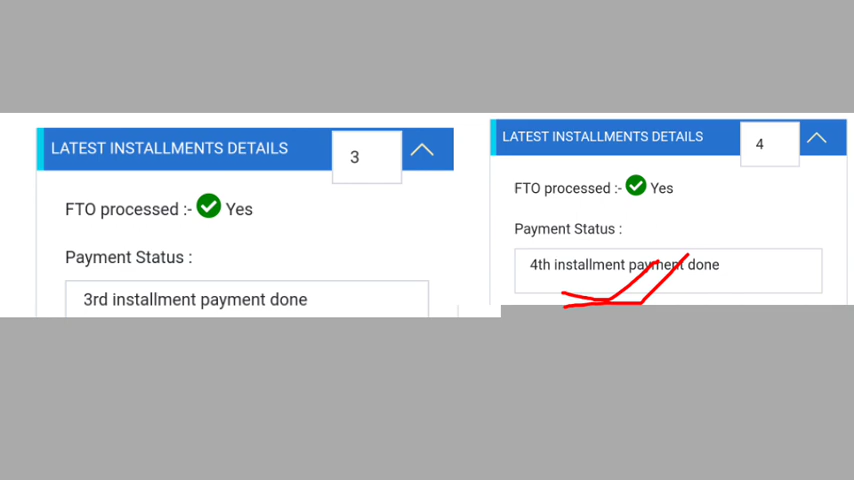 LATEST INSTALLMENTS DETAILS 3
FTO processed :- Yes
Payment Status :
3rd installment payment done
LATEST INSTALLMENTS DETAILS 4
FTO processed :- Yes
Payment Status :
4th installment payment done